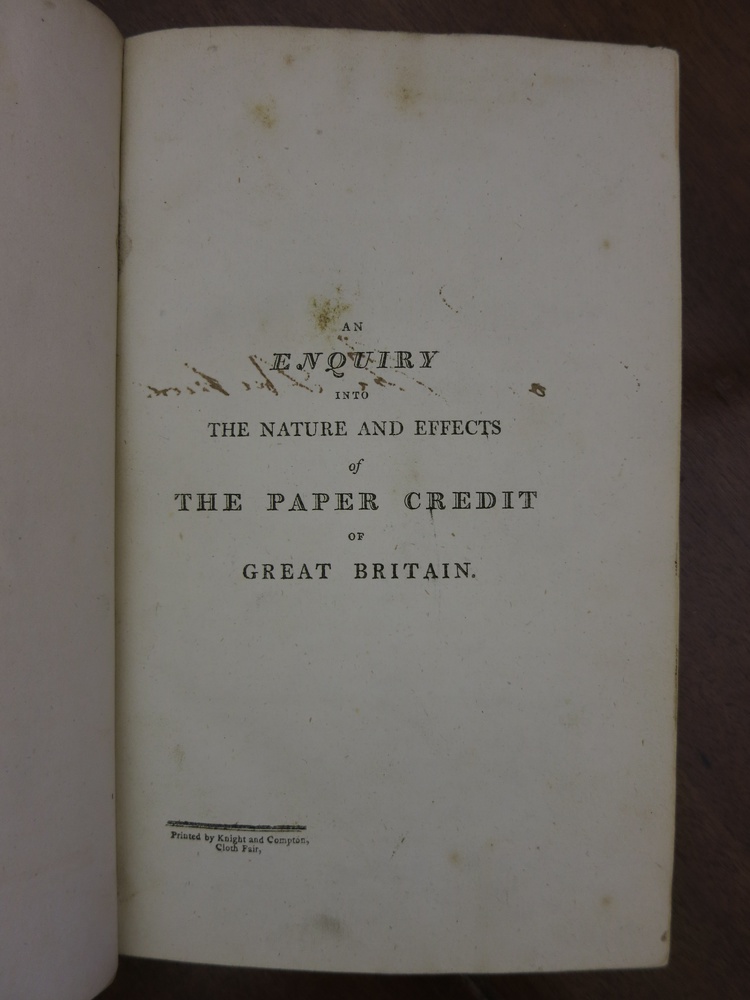 AN
ENQUIRY
INTO
THE NATURE AND EFFECTS
of
THE PAPER CREDIT
OF
GREAT BRITAIN.
Printed by Knight and Compton,
Cloth Fair,